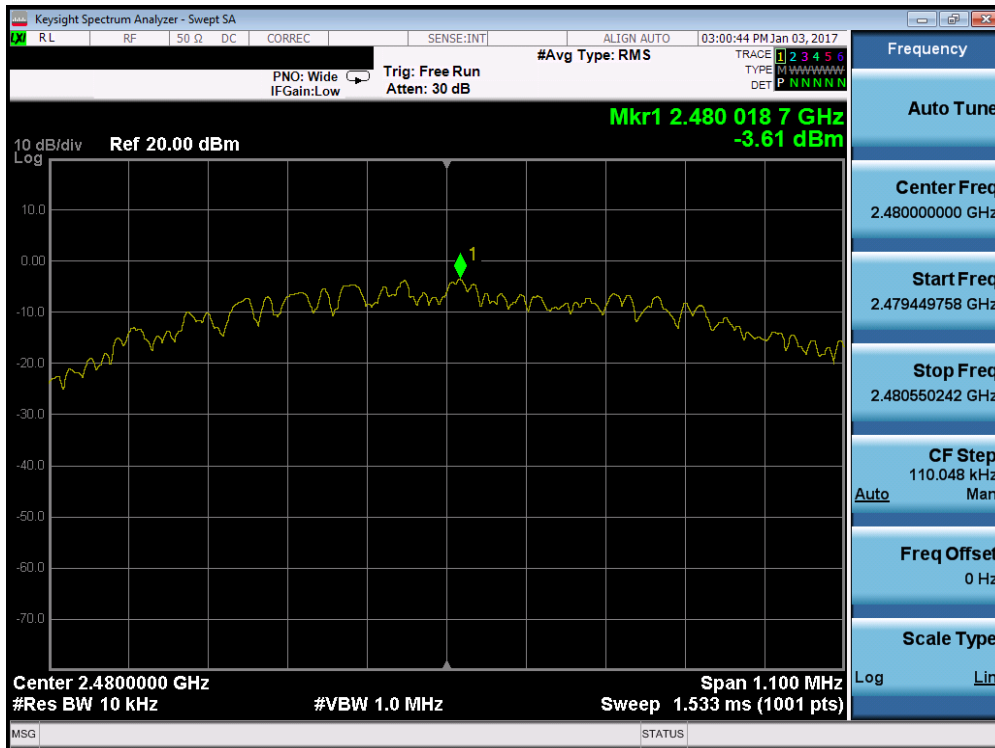 Keysight Spectrum Analyzer - Swept SA
LXI RL RF 50 Ω DC CORREC SENSE:INT ALIGN AUTO 03:00:44 PM Jan 03, 2017
PNO: Wide Trig: Free Run #Avg Type: RMS TRACE 1 2 3 4 5 6
IFGain:Low Atten: 30 dB TYPE M W W W W W
DET P N N N N N
Mkr1 2.480 018 7 GHz
-3.61 dBm
10 dB/div Ref 20.00 dBm
Log
10.0
0.00
-10.0
-20.0
-30.0
-40.0
-50.0
-60.0
-70.0
1
Center 2.4800000 GHz Span 1.100 MHz
#Res BW 10 kHz #VBW 1.0 MHz Sweep 1.533 ms (1001 pts)
MSG STATUS
Frequency
Auto Tune
Center Freq
2.480000000 GHz
Start Freq
2.479449758 GHz
Stop Freq
2.480550242 GHz
CF Step
110.048 kHz
Auto Man
Freq Offset
0 Hz
Scale Type
Log Lin